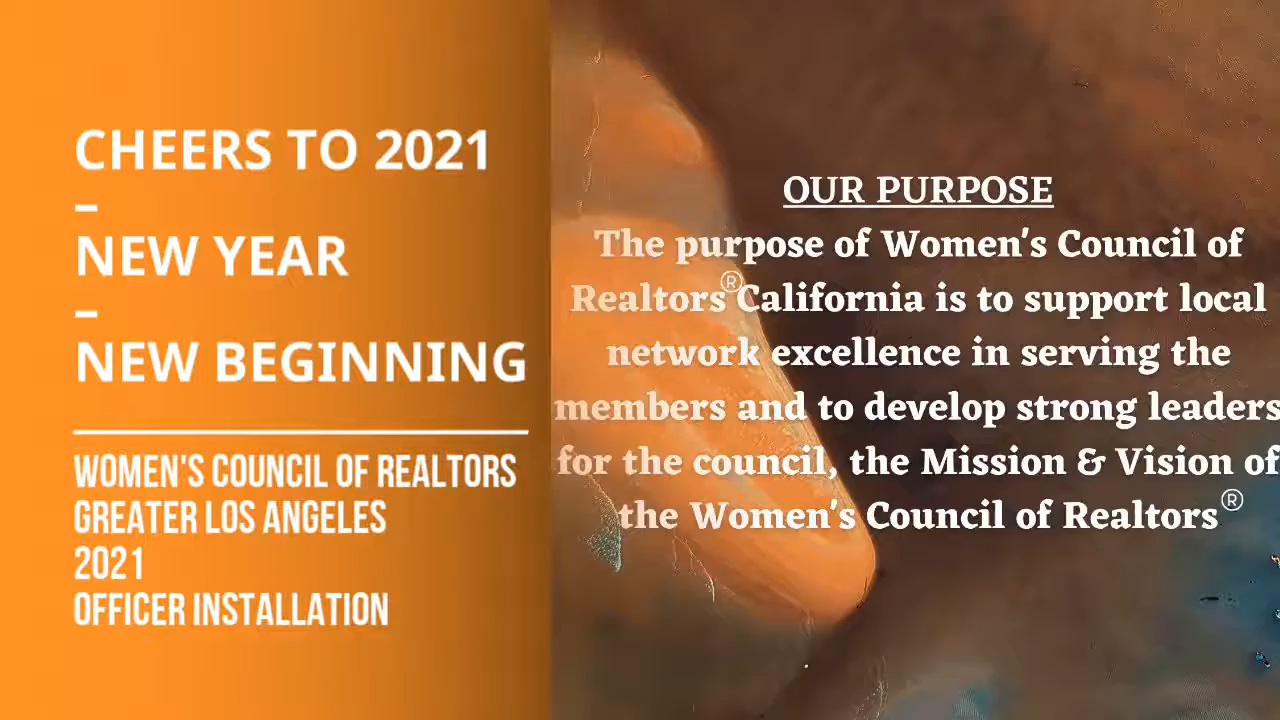 CHEERS TO 2021
–
NEW YEAR
–
NEW BEGINNING
WOMEN'S COUNCIL OF REALTORS
GREATER LOS ANGELES
2021
OFFICER INSTALLATION
OUR PURPOSE
The purpose of Women's Council of
Realtors® California is to support local
network excellence in serving the
members and to develop strong leaders
for the council, the Mission & Vision of
the Women's Council of Realtors®